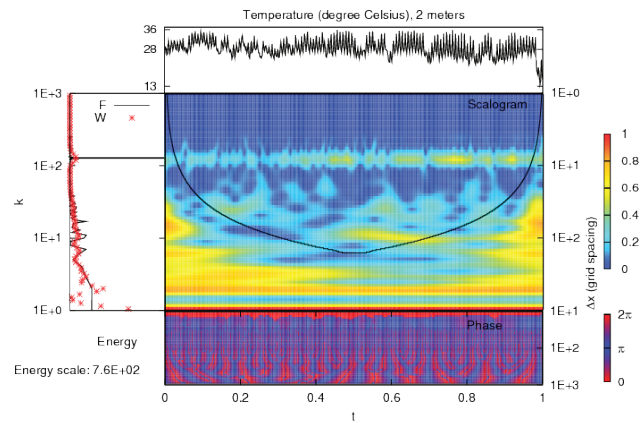 Temperature (degree Celsius), 2 meters
36
28
13
1E+3
1E+2
1E+1
1E+0
k
F
W
Scalogram
1E+0
1E+1
1E+2
1E+1
1E+2
1E+3
Δx (grid spacing)
1
0.8
0.6
0.4
0.2
0
Phase
2π
π
0
Energy
Energy scale: 7.6E+02
0 0.2 0.4 0.6 0.8 1
t